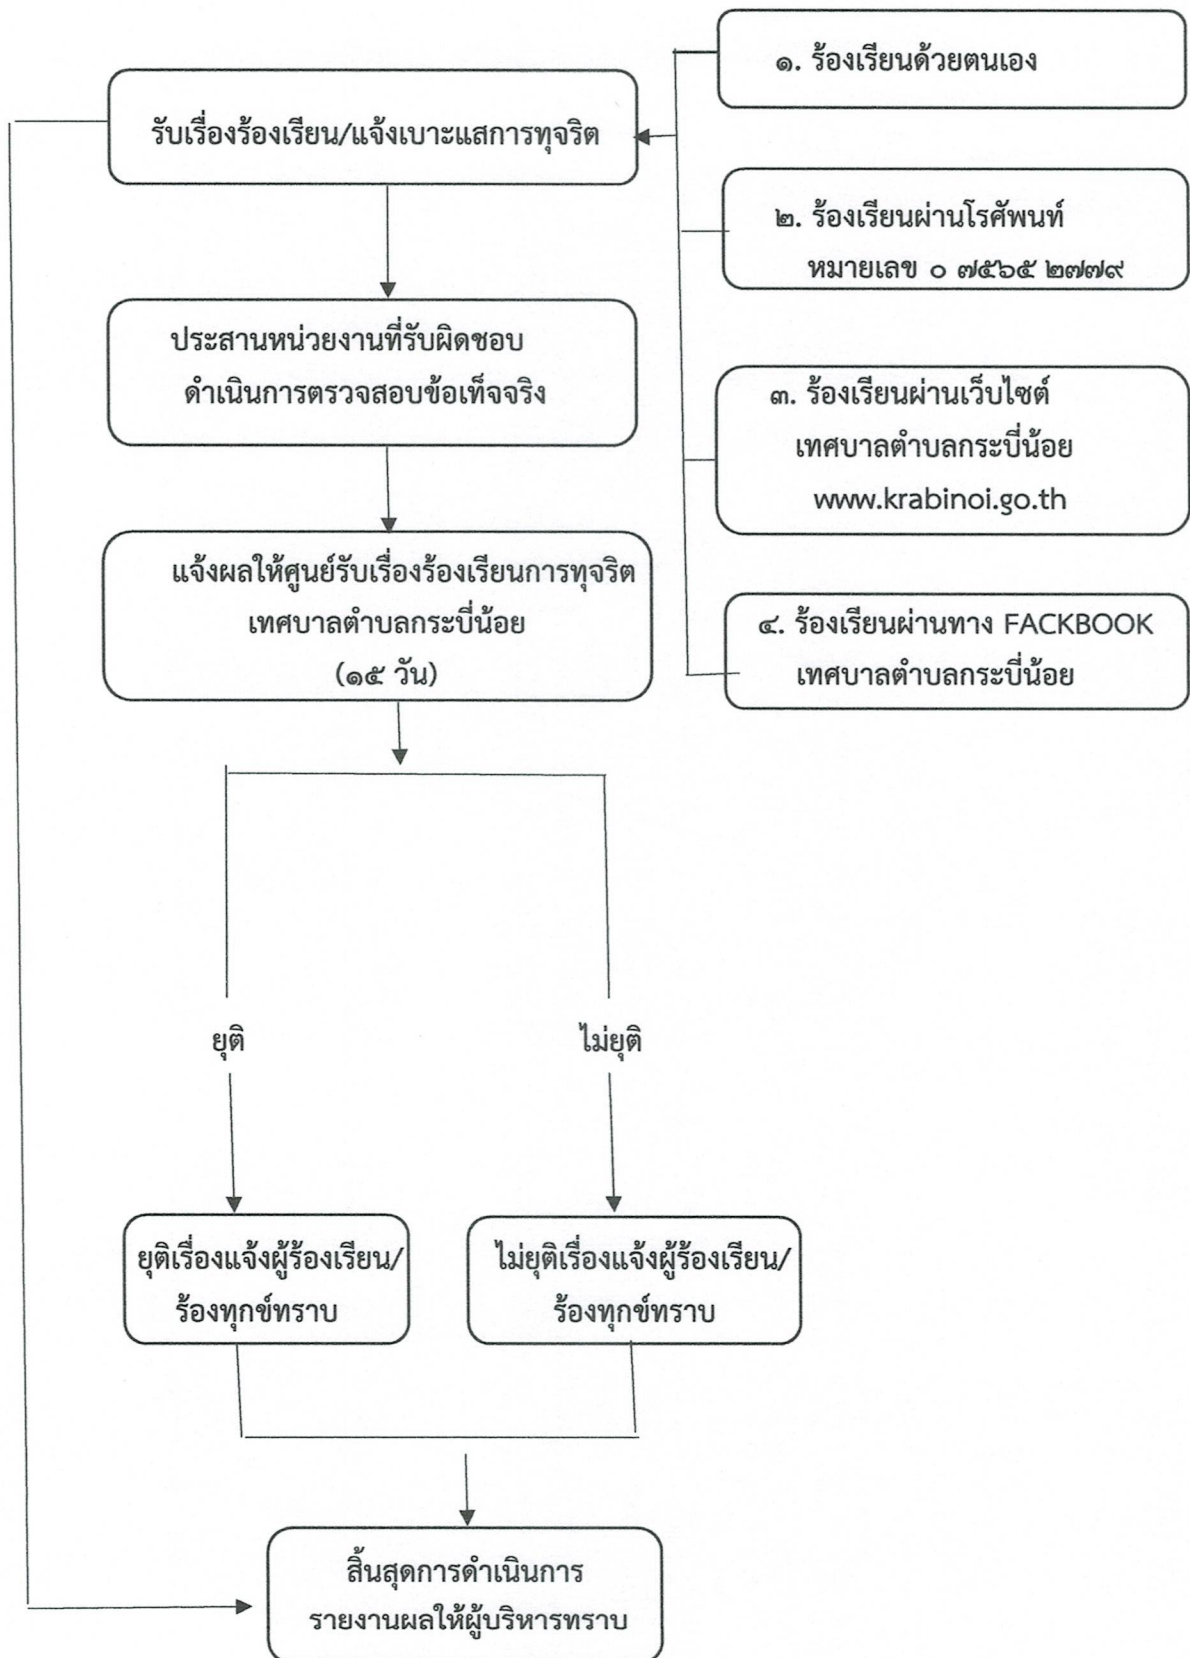 ๑. ร้องเรียนด้วยตนเอง
รับเรื่องร้องเรียน/แจ้งเบาะแสการทุจริต
๒. ร้องเรียนผ่านโรศัพนท์
หมายเลข ๐ ๗๕๖๕ ๒๗๗๙
ประสานหน่วยงานที่รับผิดชอบ
ดำเนินการตรวจสอบข้อเท็จจริง
๓. ร้องเรียนผ่านเว็บไซต์
เทศบาลตำบลกระบี่น้อย
www.krabinoi.go.th
แจ้งผลให้ศูนย์รับเรื่องร้องเรียนการทุจริต
เทศบาลตำบลกระบี่น้อย
(๑๕ วัน)
๔. ร้องเรียนผ่านทาง FACKBOOK
เทศบาลตำบลกระบี่น้อย
ยุติ
ไม่ยุติ
ยุติเรื่องแจ้งผู้ร้องเรียน/
ร้องทุกข์ทราบ
ไม่ยุติเรื่องแจ้งผู้ร้องเรียน/
ร้องทุกข์ทราบ
สิ้นสุดการดำเนินการ
รายงานผลให้ผู้บริหารทราบ